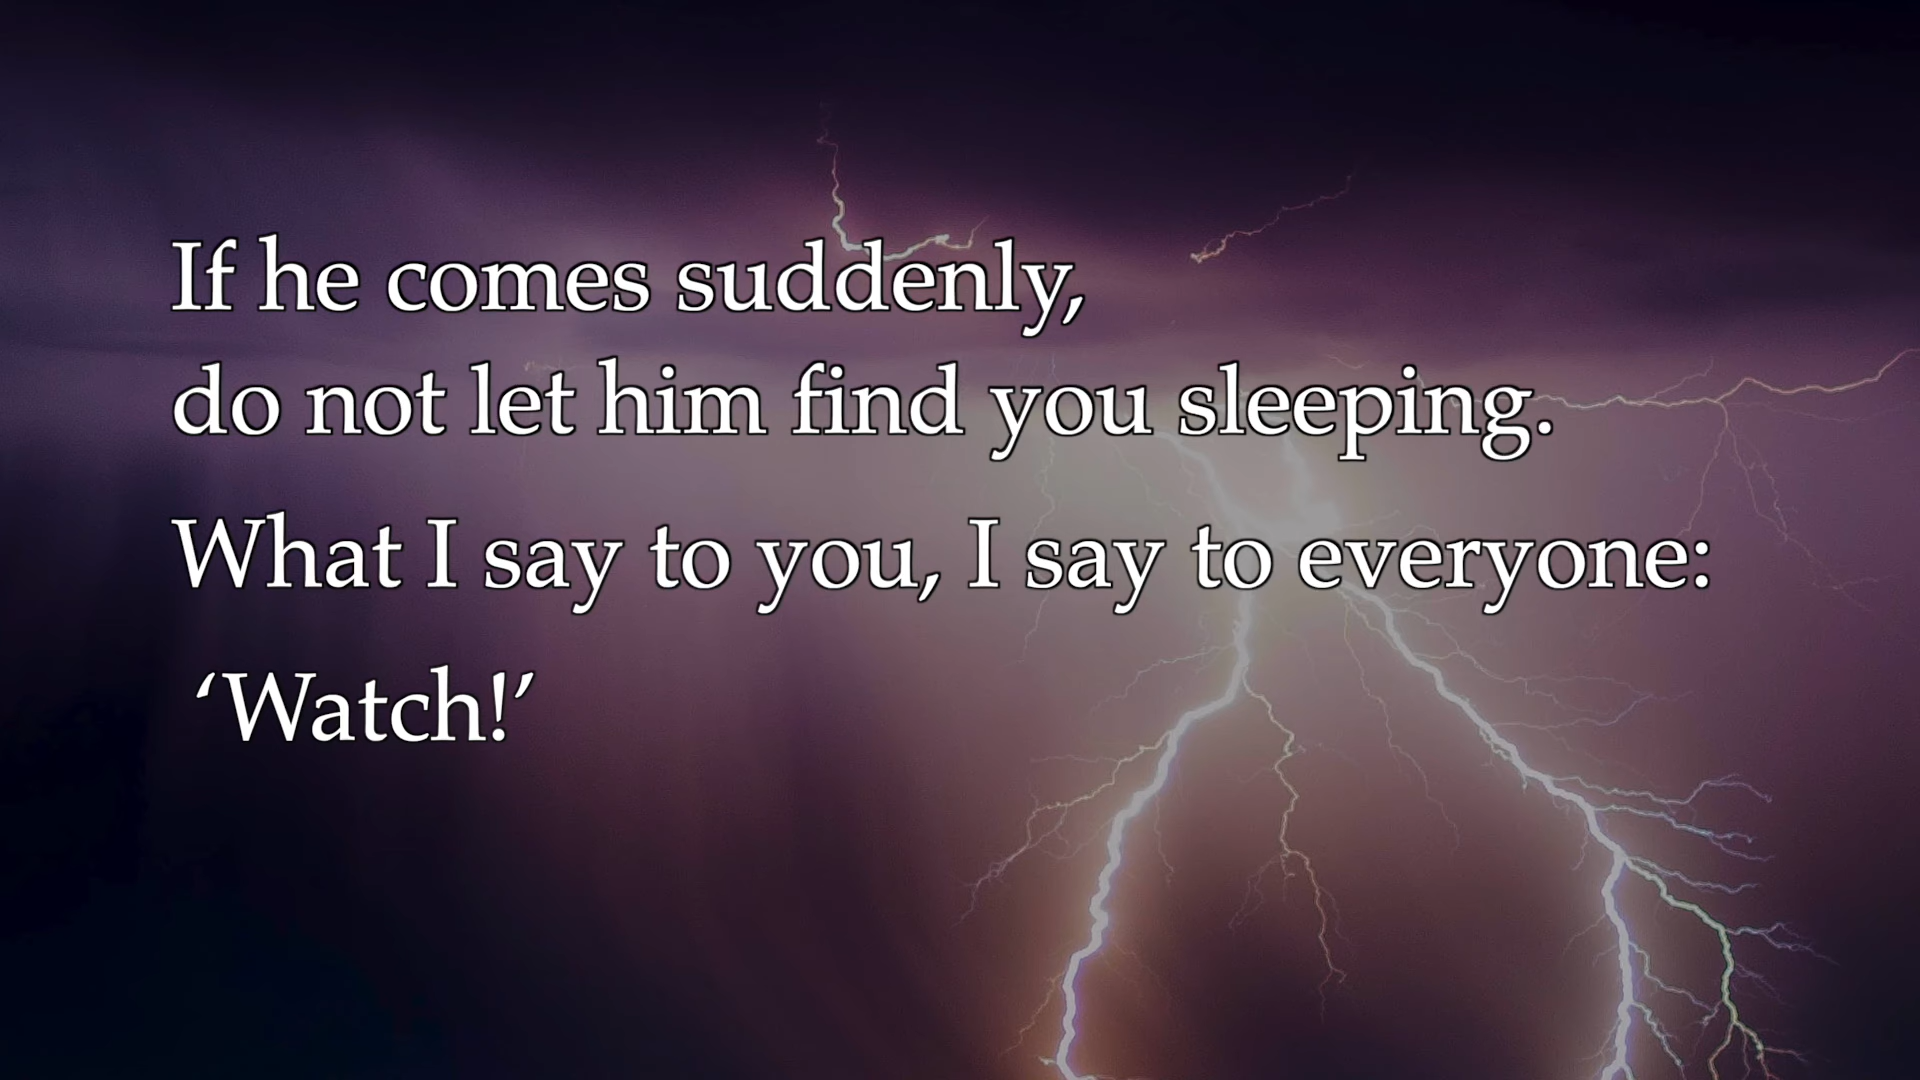 If he comes suddenly,
do not let him find you sleeping.
What I say to you, I say to everyone:
‘Watch!’